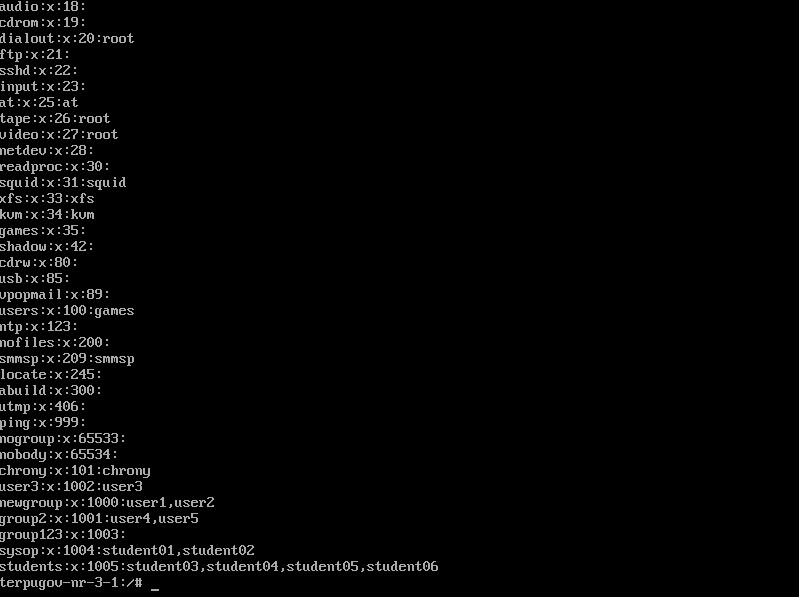 audio:x:18:
cdrom:x:19:
dialout:x:20:root
ftp:x:21:
sshd:x:22:
input:x:23:
at:x:25:at
tape:x:26:root
video:x:27:root
netdev:x:28:
readproc:x:30:
squid:x:31:squid
xfs:x:33:xfs
kvm:x:34:kvm
games:x:35:
shadow:x:42:
cdrw:x:80:
usb:x:85:
vpopmail:x:89:
users:x:100:games
ntp:x:123:
nofiles:x:200:
smmsp:x:209:smmsp
locate:x:245:
abuild:x:300:
utmp:x:406:
ping:x:999:
nogroup:x:65533:
nobody:x:65534:
chrony:x:101:chrony
user3:x:1002:user3
newgroup:x:1000:user1,user2
group2:x:1001:user4,user5
group123:x:1003:
sysop:x:1004:student01,student02
students:x:1005:student03,student04,student05,student06
terpugov-nr-3-1:/# _